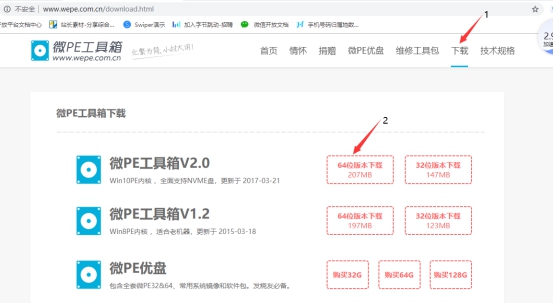 不安全 | www.wepe.com.cn/download.html
开放平台文档中心
站长素材-分享综合...
Swiper演示
加入字节跳动-招聘
微信开放文档
手机号码归属地数...
1
2.9
微PE工具箱
www.wepe.com.cn
首页 情怀 捐赠 微PE优盘 维修工具包 下载 技术规格
微PE工具箱下载
2
微PE工具箱V2.0
Win10PE内核，全面支持NVME盘，更新于 2017-03-21
64位版本下载
207MB
32位版本下载
147MB
微PE工具箱V1.2
Win8PE内核，适合老机器，更新于 2015-03-18
64位版本下载
197MB
32位版本下载
123MB
微PE优盘
包含全套微PE32&64、常用系统镜像和软件包。发烧友必备。
购买32G
购买64G
购买128G